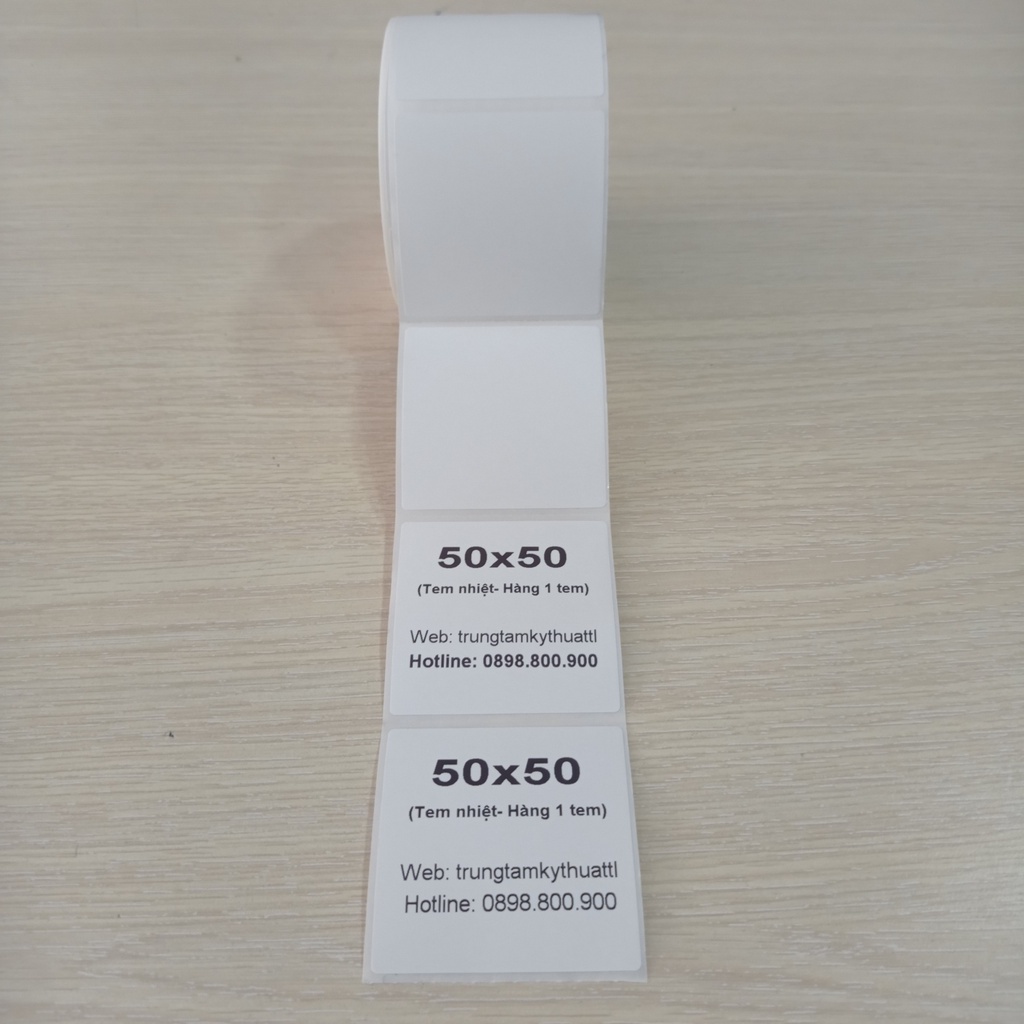 50x50
(Tem nhiệt- Hàng 1 tem)
Web: trungtamkythuattl
Hotline: 0898.800.900
50x50
(Tem nhiệt- Hàng 1 tem)
Web: trungtamkythuattl
Hotline: 0898.800.900